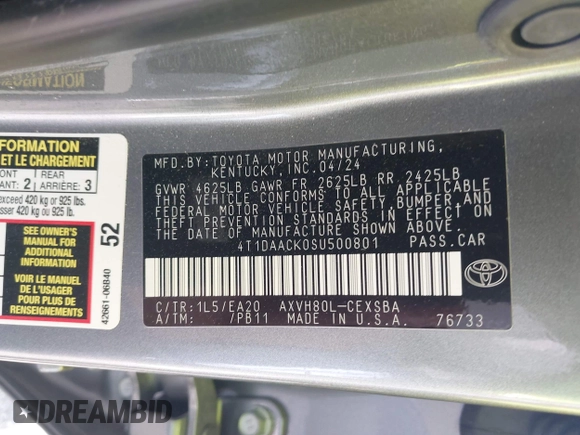 FORMATION
INFORMATION
ET LE CHARGEMENT
ONT 1 REAR
ANT: 2 ARRIÈRE: 3
exceed 420 kg or 925 lbs.
sser 420 kg ou 925 lb.
SEE OWNER'S
MANUAL FOR
ADDITIONAL
INFORMATION
VOIR LE MANUEL
DE L'USAGER
POUR PLUS DE
RENSEIGNEMENTS
52
42661-06840
MFD.BY: TOYOTA MOTOR MANUFACTURING,
KENTUCKY, INC. 04/24
GVWR 4625LB GAWR FR 2625LB RR 2425LB
THIS VEHICLE CONFORMS TO ALL APPLICABLE
FEDERAL MOTOR VEHICLE SAFETY, BUMPER, AND
THEFT PREVENTION STANDARDS IN EFFECT ON
THE DATE OF MANUFACTURE SHOWN ABOVE.
4T1DAACK0SU500801 PASS.CAR
TOYOTA
C/TR:1L5/EA20 AXVH80L-CEXSBA
A/TM: /PB11 MADE IN U.S.A. 76733
DREAMBID